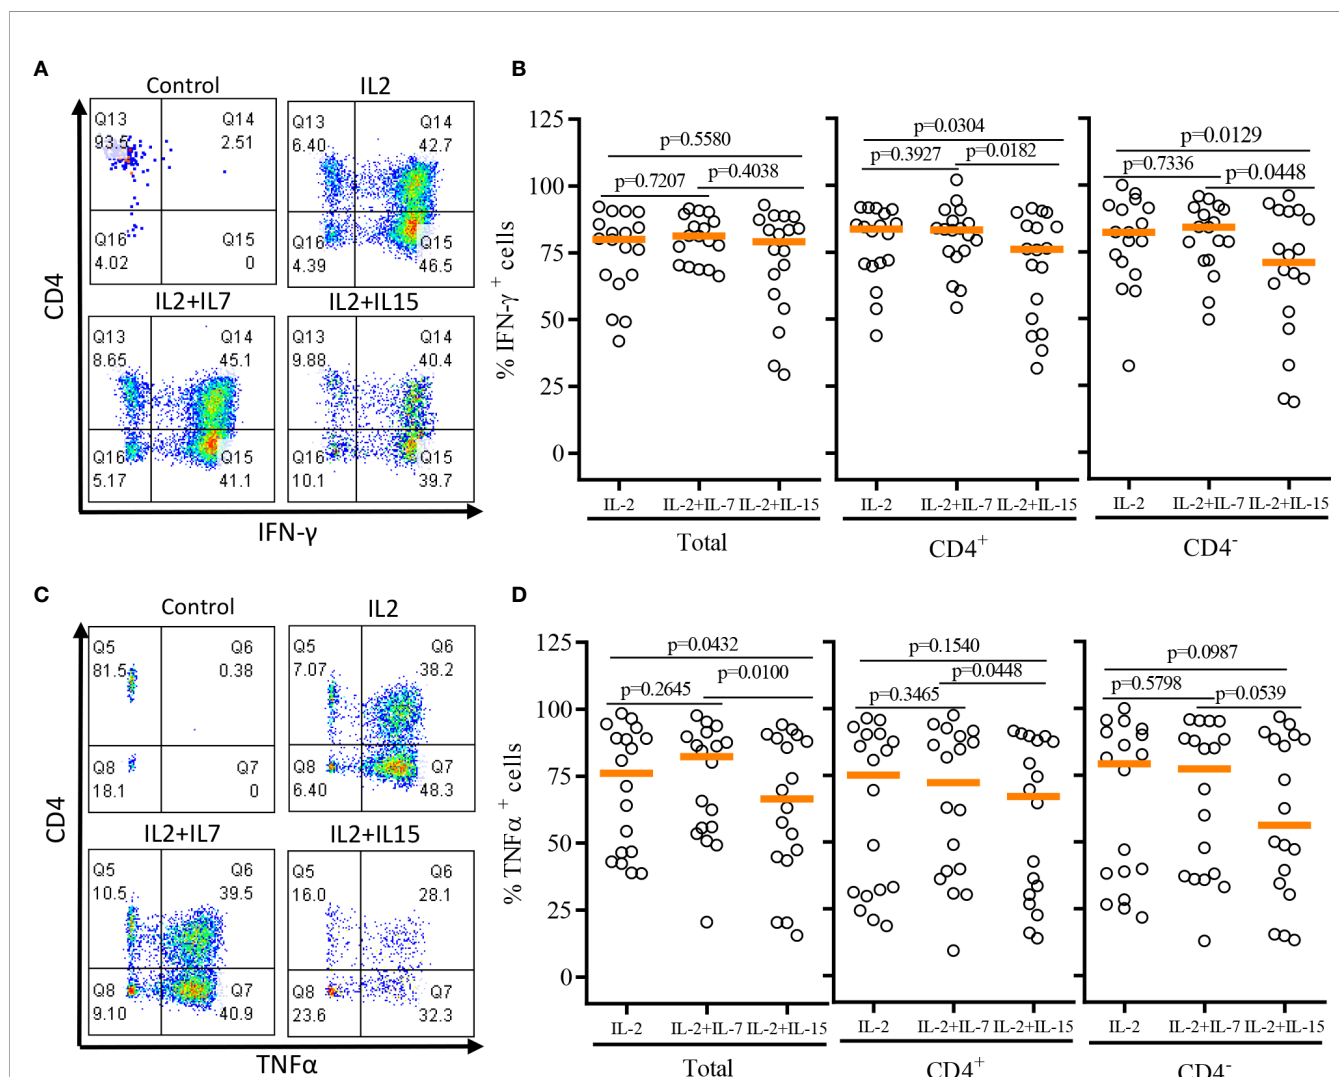 A
Control
IL2
Q13
93.5
Q14
2.51
Q16
4.02
Q15
0
Q13
6.40
Q14
42.7
Q16
4.39
Q15
46.5
IL2+IL7
IL2+IL15
Q13
8.65
Q14
45.1
Q16
5.17
Q15
41.1
Q13
9.88
Q14
40.4
Q16
10.1
Q15
39.7
CD4
IFN-γ
B
% IFN-γ + cells
125
100
75
50
25
0
p=0.5580
p=0.7207
p=0.4038
IL-2 IL-2+IL-7 IL-2+IL-15
Total
p=0.0304
p=0.3927
p=0.0182
IL-2 IL-2+IL-7 IL-2+IL-15
CD4+
p=0.0129
p=0.7336
p=0.0448
IL-2 IL-2+IL-7 IL-2+IL-15
CD4-
C
Control
IL2
Q5
81.5
Q6
0.38
Q8
18.1
Q7
0
Q5
7.07
Q6
38.2
Q8
6.40
Q7
48.3
IL2+IL7
IL2+IL15
Q5
10.5
Q6
39.5
Q8
9.10
Q7
40.9
Q5
16.0
Q6
28.1
Q8
23.6
Q7
32.3
CD4
TNFα
D
% TNFα + cells
125
100
75
50
25
0
p=0.0432
p=0.2645
p=0.0100
IL-2 IL-2+IL-7 IL-2+IL-15
Total
p=0.1540
p=0.3465
p=0.0448
IL-2 IL-2+IL-7 IL-2+IL-15
CD4+
p=0.0987
p=0.5798
p=0.0539
IL-2 IL-2+IL-7 IL-2+IL-15
CD4-